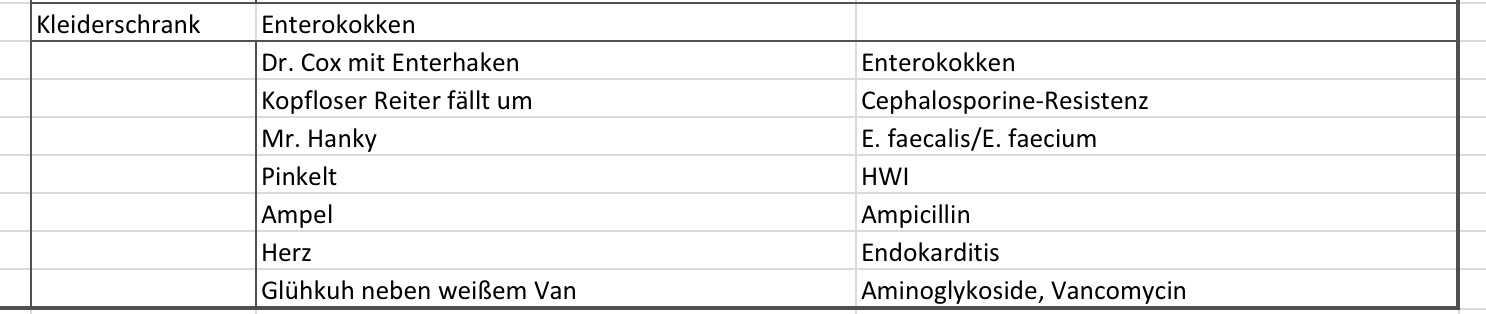 Kleiderschrank Enterokokken
Dr. Cox mit Enterhaken Enterokokken
Kopfloser Reiter fällt um Cephalosporine-Resistenz
Mr. Hanky E. faecalis/E. faecium
Pinkelt HWI
Ampel Ampicillin
Herz Endokarditis
Glühkuh neben weißem Van Aminoglykoside, Vancomycin